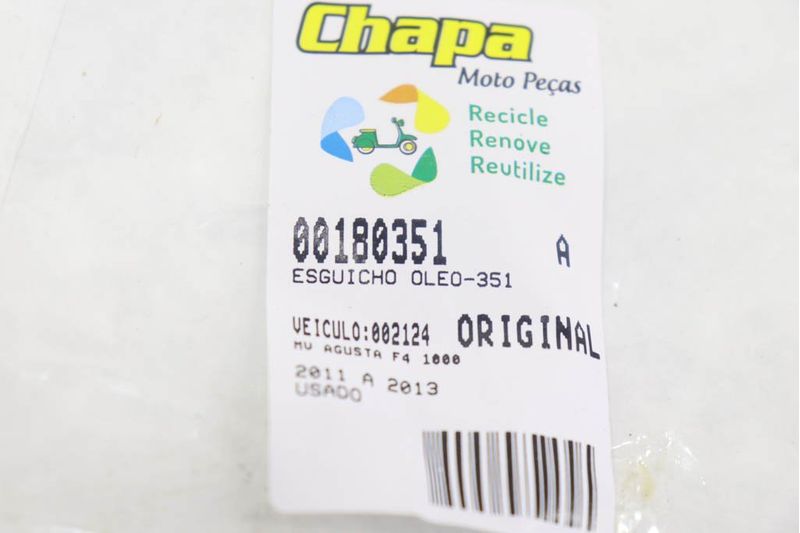 Chapa
Moto Peças
Recicle
Renove
Reutilize
00180351 A
ESGUICHO OLEO-351
VEICULO:002124 ORIGINAL
MV AGUSTA F4 1000
2011 A 2013
USADO